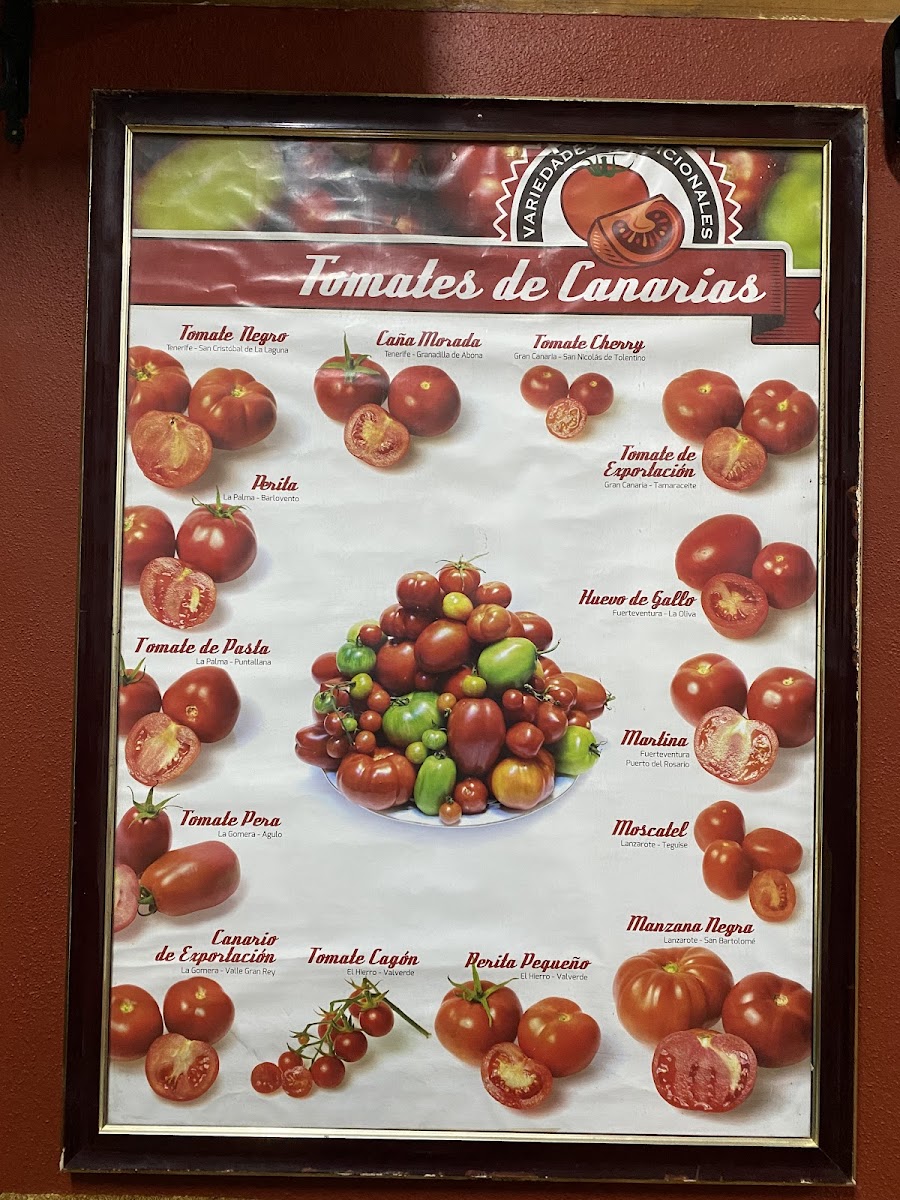 VARIEDADES TRADICIONALES
Tomates de Canarias
Tomate Negro
Tenerife - San Cristóbal de La Laguna
Caña Morada
Tenerife - Granadilla de Abona
Tomate Cherry
Gran Canaria - San Nicolás de Tolentino
Tomate de
Exportación
Gran Canaria - Tamaraceite
Perita
La Palma - Barlovento
Huevo de Gallo
Fuerteventura - La Oliva
Tomate de Pasta
La Palma - Puntallana
Martina
Fuerteventura
Puerto del Rosario
Tomate Pera
La Gomera - Agulo
Moscatel
Lanzarote - Teguise
Manzana Negra
Lanzarote - San Bartolomé
Canario
de Exportación
La Gomera - Valle Gran Rey
Tomate Cagón
El Hierro - Valverde
Perita Pequeño
El Hierro - Valverde